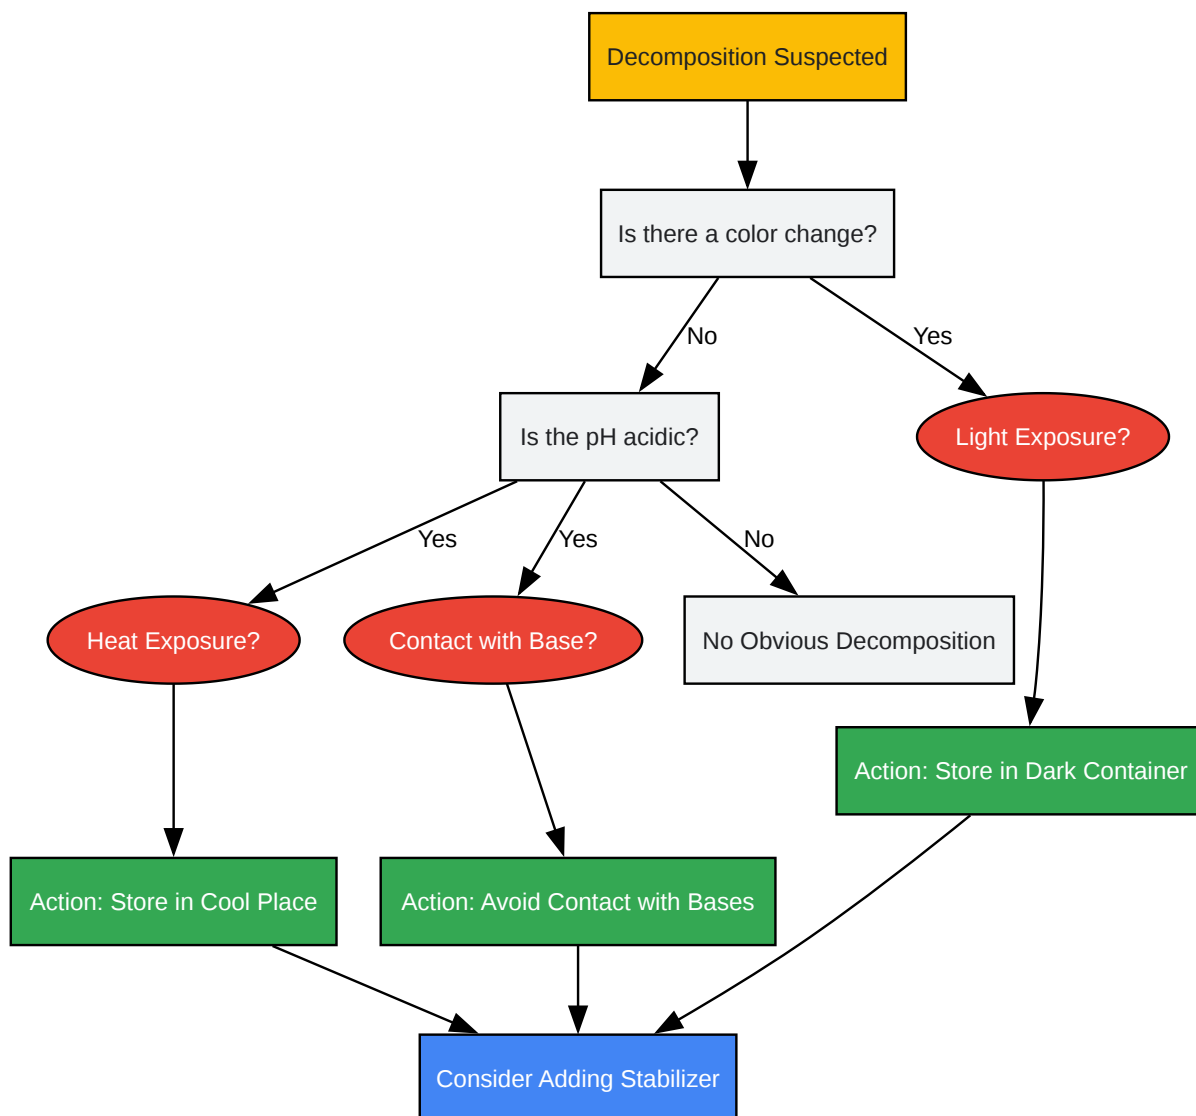 Decomposition Suspected
Is there a color change?
No
Yes
Is the pH acidic?
Light Exposure?
Yes
Yes
No
Heat Exposure?
Contact with Base?
No Obvious Decomposition
Action: Store in Dark Container
Action: Store in Cool Place
Action: Avoid Contact with Bases
Consider Adding Stabilizer